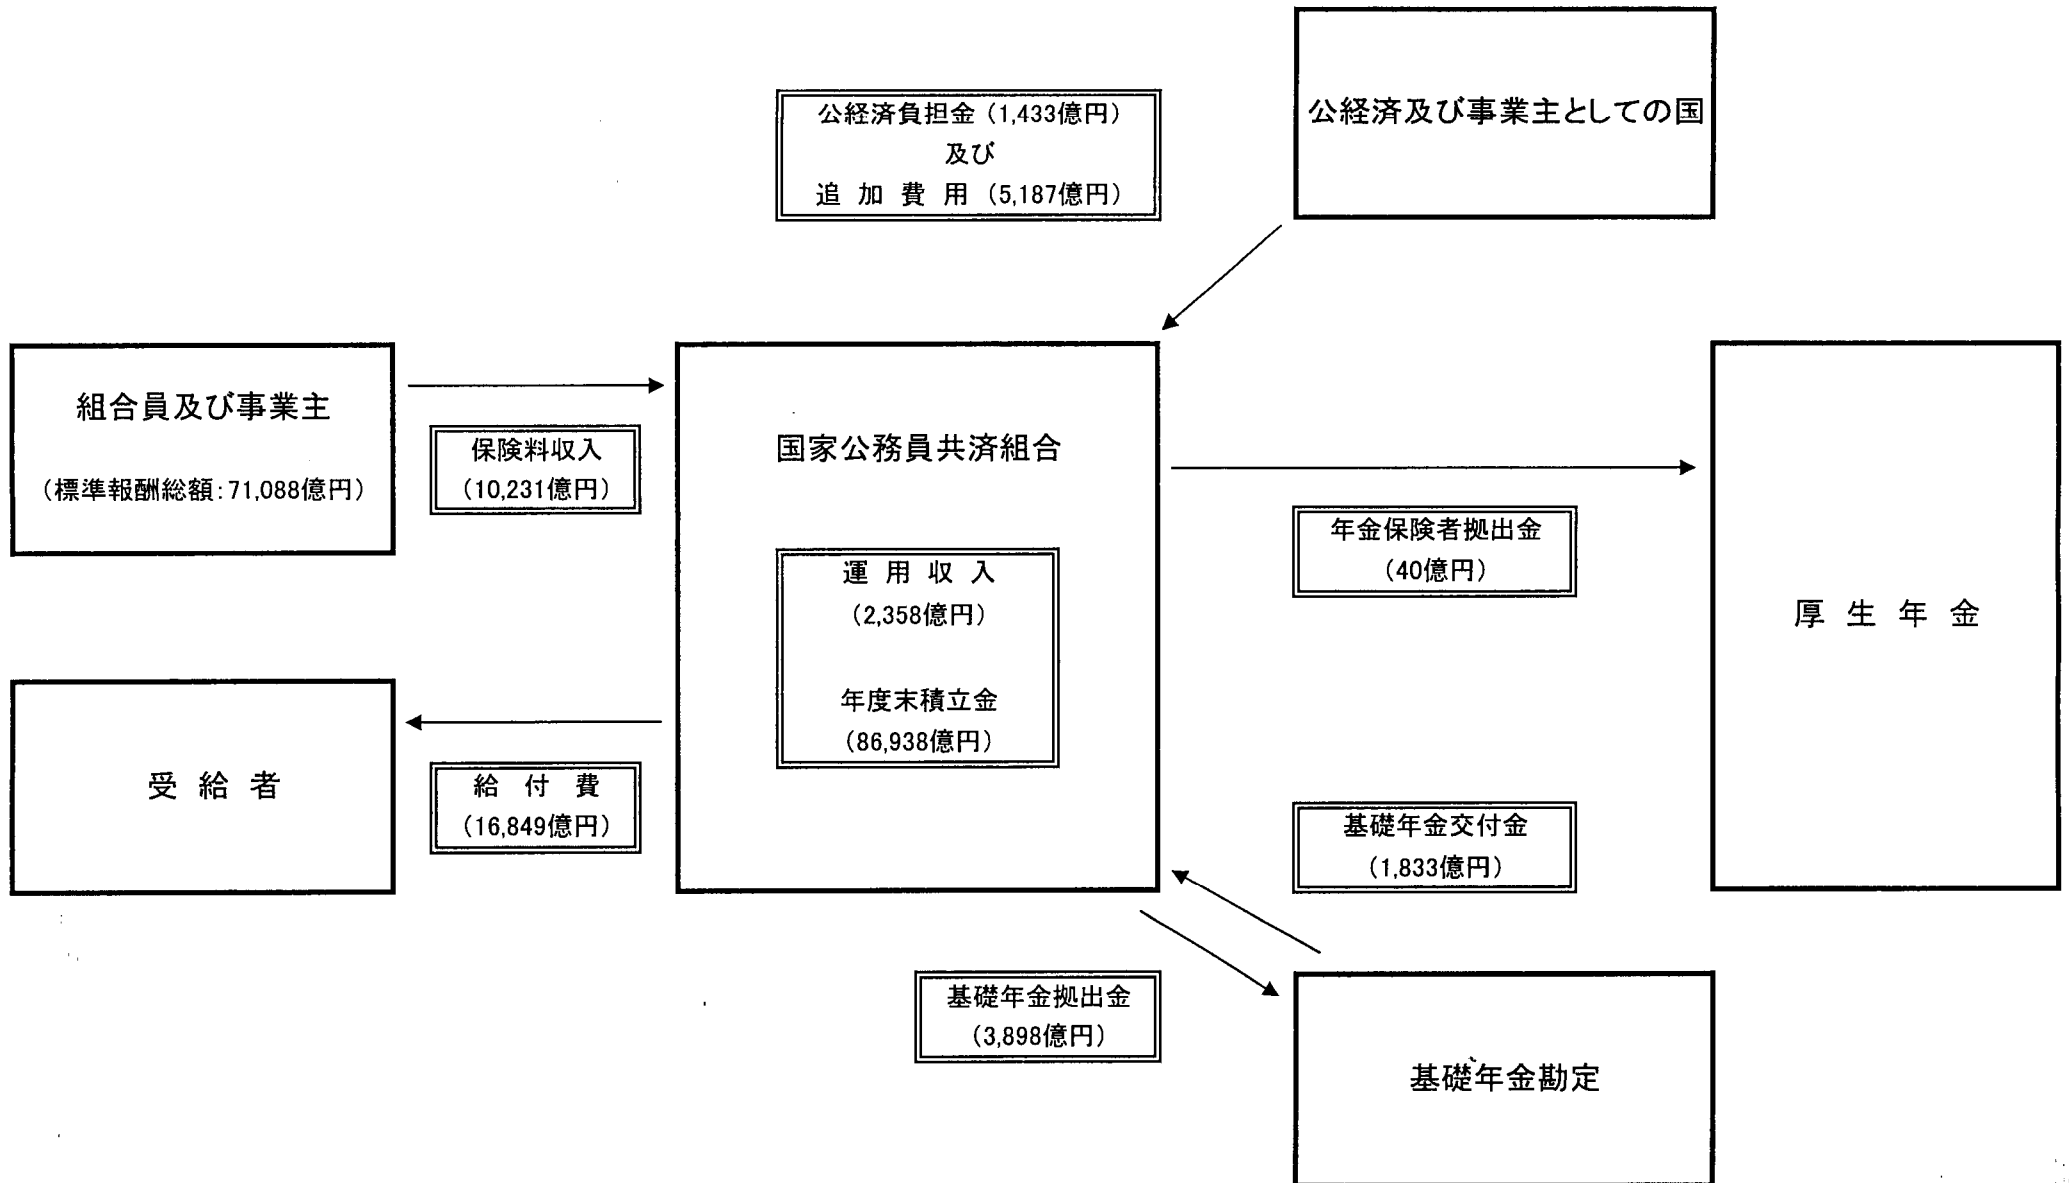 公経済及び事業主としての国
公経済負担金（1,433億円）
及び
追 加 費 用（5,187億円）
組合員及び事業主
（標準報酬総額：71,088億円）
保険料収入
（10,231億円）
国家公務員共済組合
運 用 収 入
（2,358億円）
年度末積立金
（86,938億円）
年金保険者拠出金
（40億円）
厚 生 年 金
受 給 者
給 付 費
（16,849億円）
基礎年金交付金
（1,833億円）
基礎年金拠出金
（3,898億円）
基礎年金勘定